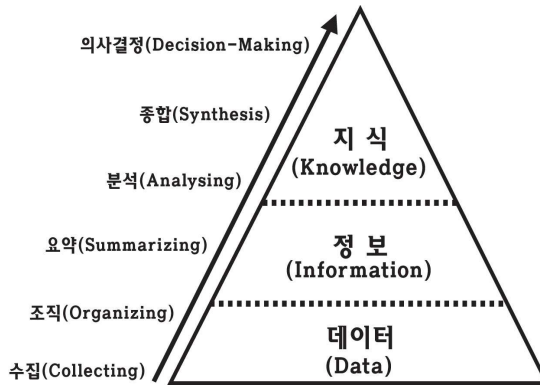 의사결정(Decision-Making)
종합(Synthesis)
지 식
(Knowledge)
분석(Analysing)
요약(Summarizing)
정 보
(Information)
조직(Organizing)
데이터
(Data)
수집(Collecting)